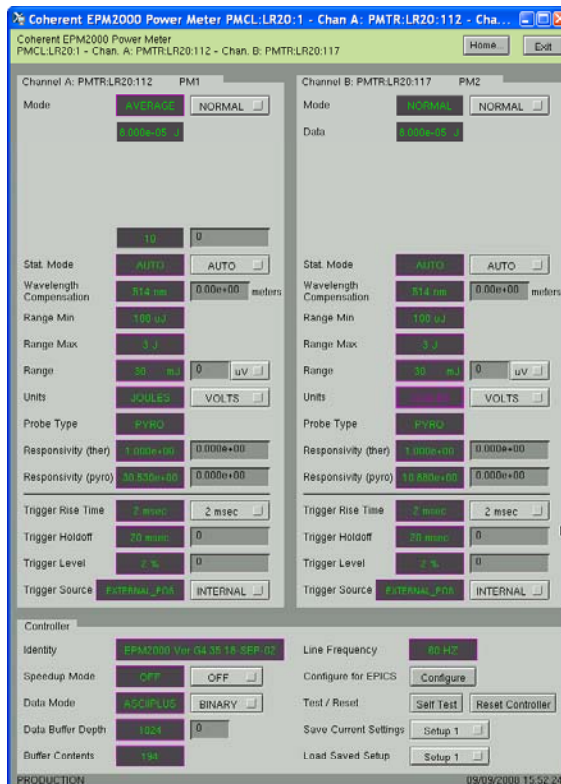 Coherent EPM2000 Power Meter PMCL:LR20:1 - Chan A: PMTR:LR20:112 - Cha...
Coherent EPM2000 Power Meter
PMCL:LR20:1 - Chan. A: PMTR:LR20:112 - Chan. B: PMTR:LR20:117
Home...
Exit
Channel A: PMTR:LR20:112 PM1
Mode AVERAGE NORMAL
8.000e-05 J
10 0
Stat. Mode AUTO AUTO
Wavelength Compensation 514 nm 0.00e+00 meters
Range Min 100 uJ
Range Max 3 J
Range 30 mJ 0 uV
Units JOULES VOLTS
Probe Type PYRO
Responsivity (ther) 1.000e+00 0.000e+00
Responsivity (pyro) 30.530e+00 0.000e+00
Trigger Rise Time 2 msec 2 msec
Trigger Holdoff 20 msec 0
Trigger Level 2 % 0
Trigger Source EXTERNAL_POS INTERNAL
Channel B: PMTR:LR20:117 PM2
Mode NORMAL NORMAL
Data 8.000e-05 J
Stat. Mode AUTO AUTO
Wavelength Compensation 514 nm 0.00e+00 meters
Range Min 100 uJ
Range Max 3 J
Range 30 mJ 0 uV
Units VOLTS
Probe Type PYRO
Responsivity (ther) 1.000e+00 0.000e+00
Responsivity (pyro) 0.000e+00
Trigger Rise Time 2 msec 2 msec
Trigger Holdoff 20 msec 0
Trigger Level 2 % 0
Trigger Source EXTERNAL_POS INTERNAL
Controller
Identity EPM2000 Ver G4.35 18-SEP-02
Speedup Mode OFF OFF
Data Mode ASCIIPLUS BINARY
Data Buffer Depth 1024 0
Buffer Contents 194
Line Frequency 60 HZ
Configure for EPICS Configure
Test / Reset Self Test Reset Controller
Save Current Settings Setup 1
Load Saved Setup Setup 1
PRODUCTION
09/09/2008 15:52:24